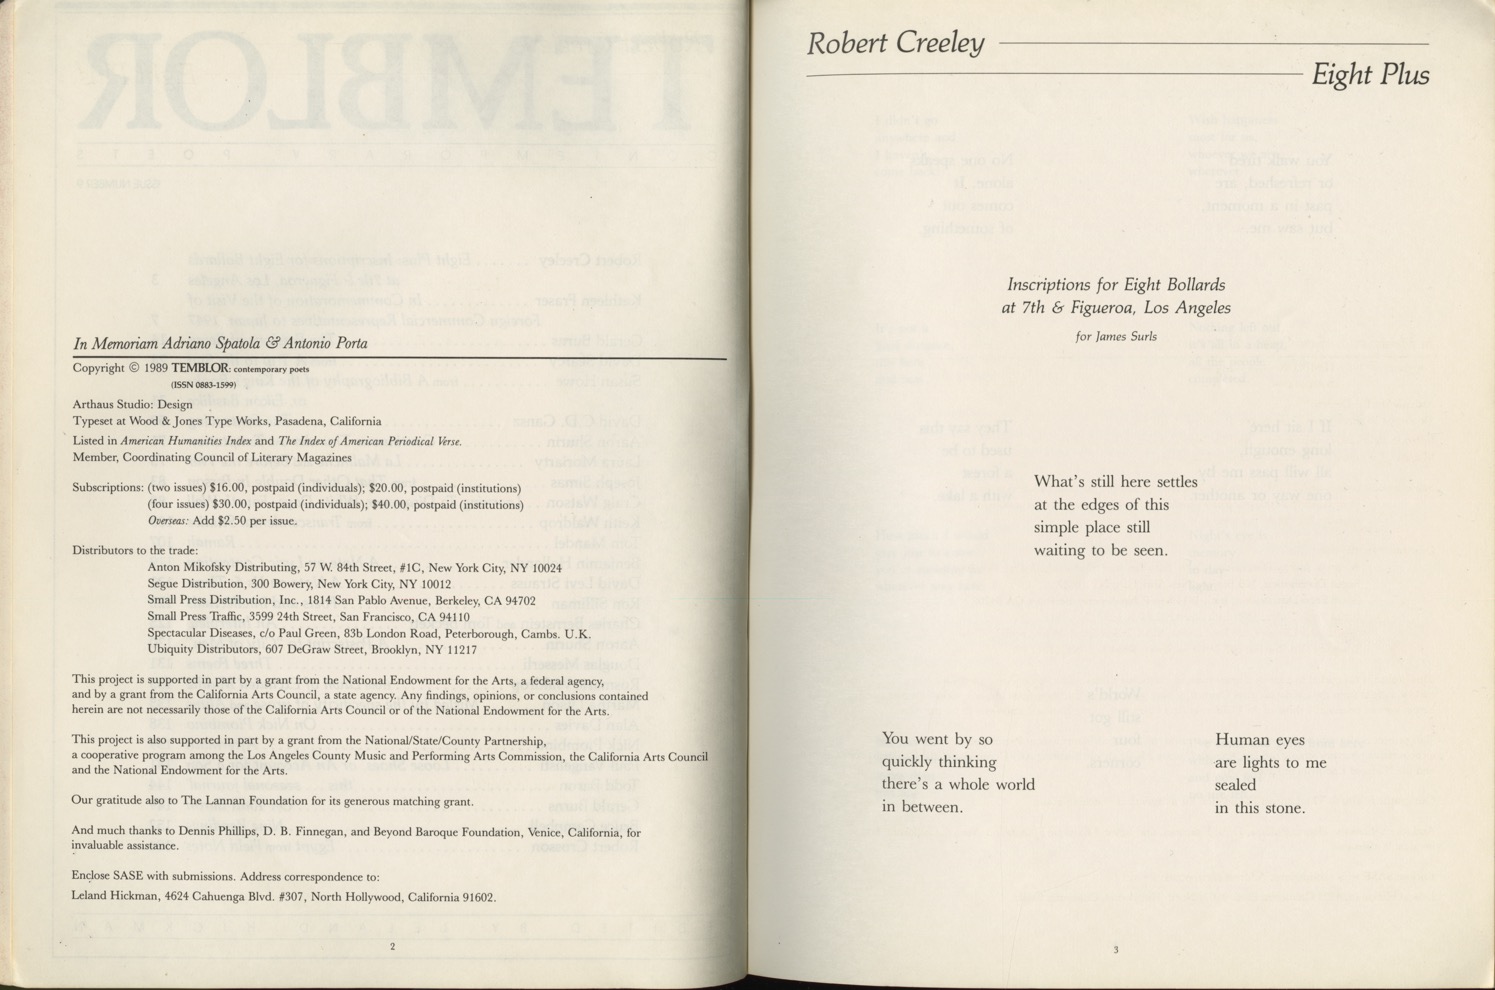 In Memoriam Adriano Spatola & Antonio Porta
Copyright © 1989 TEMBLOR: contemporary poets
(ISSN 0883-1599)
Arthaus Studio: Design
Typeset at Wood & Jones Type Works, Pasadena, California
Listed in American Humanities Index and The Index of American Periodical Verse.
Member, Coordinating Council of Literary Magazines
Subscriptions: (two issues) $16.00, postpaid (individuals); $20.00, postpaid (institutions)
(four issues) $30.00, postpaid (individuals); $40.00, postpaid (institutions)
Overseas: Add $2.50 per issue.
Distributors to the trade:
Anton Mikofsky Distributing, 57 W. 84th Street, #1C, New York City, NY 10024
Segue Distribution, 300 Bowery, New York City, NY 10012
Small Press Distribution, Inc., 1814 San Pablo Avenue, Berkeley, CA 94702
Small Press Traffic, 3599 24th Street, San Francisco, CA 94110
Spectacular Diseases, c/o Paul Green, 83b London Road, Peterborough, Cambs. U.K.
Ubiquity Distributors, 607 DeGraw Street, Brooklyn, NY 11217
This project is supported in part by a grant from the National Endowment for the Arts, a federal agency,
and by a grant from the California Arts Council, a state agency. Any findings, opinions, or conclusions contained
herein are not necessarily those of the California Arts Council or of the National Endowment for the Arts.
This project is also supported in part by a grant from the National/State/County Partnership,
a cooperative program among the Los Angeles County Music and Performing Arts Commission, the California Arts Council
and the National Endowment for the Arts.
Our gratitude also to The Lannan Foundation for its generous matching grant.
And much thanks to Dennis Phillips, D. B. Finnegan, and Beyond Baroque Foundation, Venice, California, for
invaluable assistance.
Enclose SASE with submissions. Address correspondence to:
Leland Hickman, 4624 Cahuenga Blvd. #307, North Hollywood, California 91602.
2
Robert Creeley
Eight Plus
Inscriptions for Eight Bollards
at 7th & Figueroa, Los Angeles
for James Surls
What's still here settles
at the edges of this
simple place still
waiting to be seen.
You went by so
quickly thinking
there's a whole world
in between.
Human eyes
are lights to me
sealed
in this stone.
3